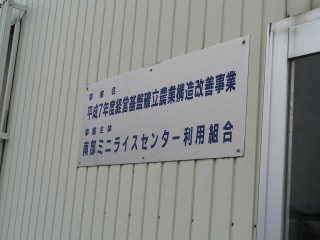 事業名
平成7年度経営基盤確立農業構造改善事業
事業主体
南部ミニライスセンター利用組合